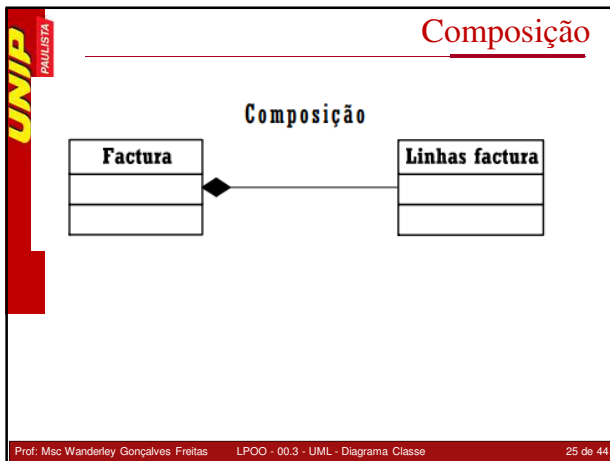 UNIP
PAULISTA
Composição
Composição
Factura
Linhas factura
Prof: Msc Wanderley Gonçalves Freitas LPOO - 00.3 - UML - Diagrama Classe 25 de 44